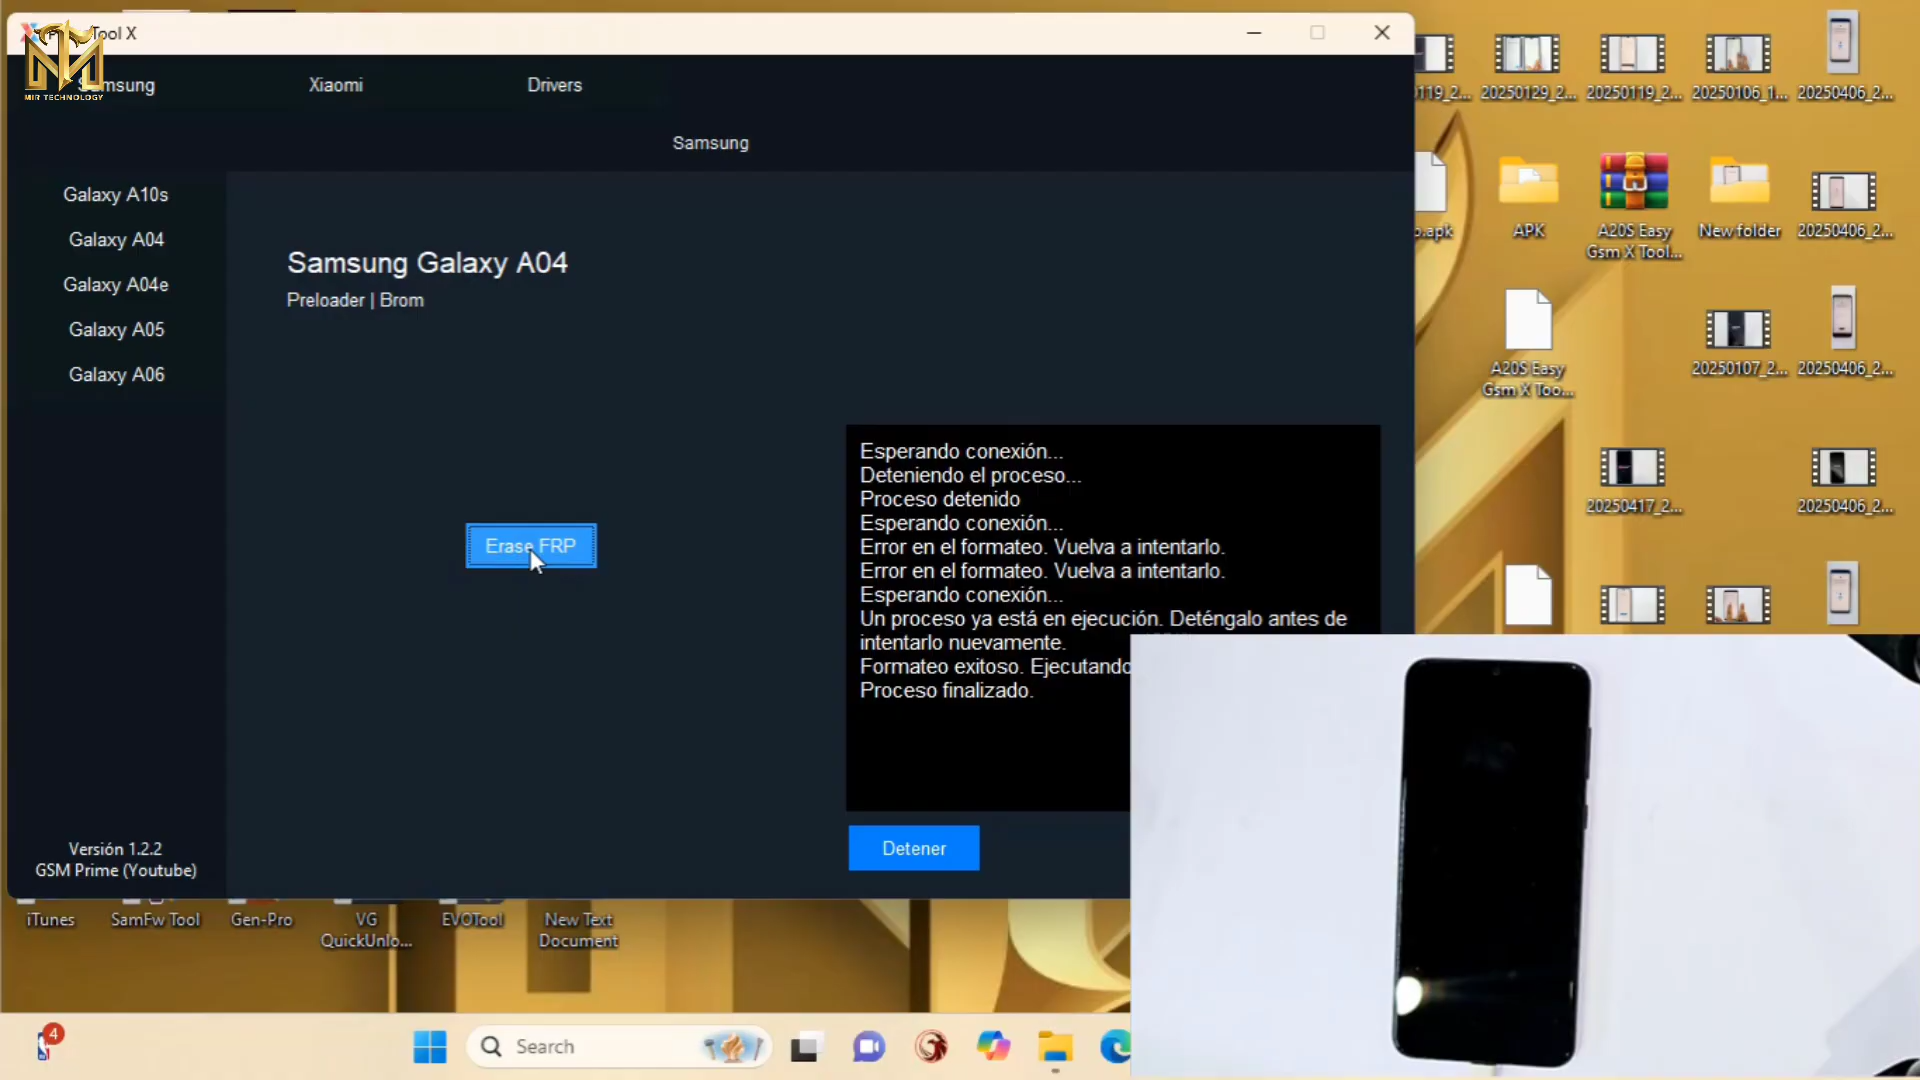 Tool X
MIR TECHNOLOGY
msung
Xiaomi
Drivers
Samsung
Galaxy A10s
Galaxy A04
Galaxy A04e
Galaxy A05
Galaxy A06
Samsung Galaxy A04
Preloader | Brom
Erase FRP
Esperando conexión...
Deteniendo el proceso...
Proceso detenido
Esperando conexión...
Error en el formateo. Vuelva a intentarlo.
Error en el formateo. Vuelva a intentarlo.
Esperando conexión...
Un proceso ya está en ejecución. Deténgalo antes de
intentarlo nuevamente.
Formateo exitoso. Ejecutando
Proceso finalizado.
Detener
Versión 1.2.2
GSM Prime (Youtube)
119_2...
20250129_2...
20250119_2...
20250106_1...
20250406_2...
.apk
APK
A20S Easy
Gsm X Tool...
New folder
20250406_2...
A20S Easy
Gsm X Too...
20250107_2...
20250406_2...
20250417_2...
20250406_2...
iTunes
SamFw Tool
Gen-Pro
VG
QuickUnlo...
EVOTool
New Text
Document
4
Search